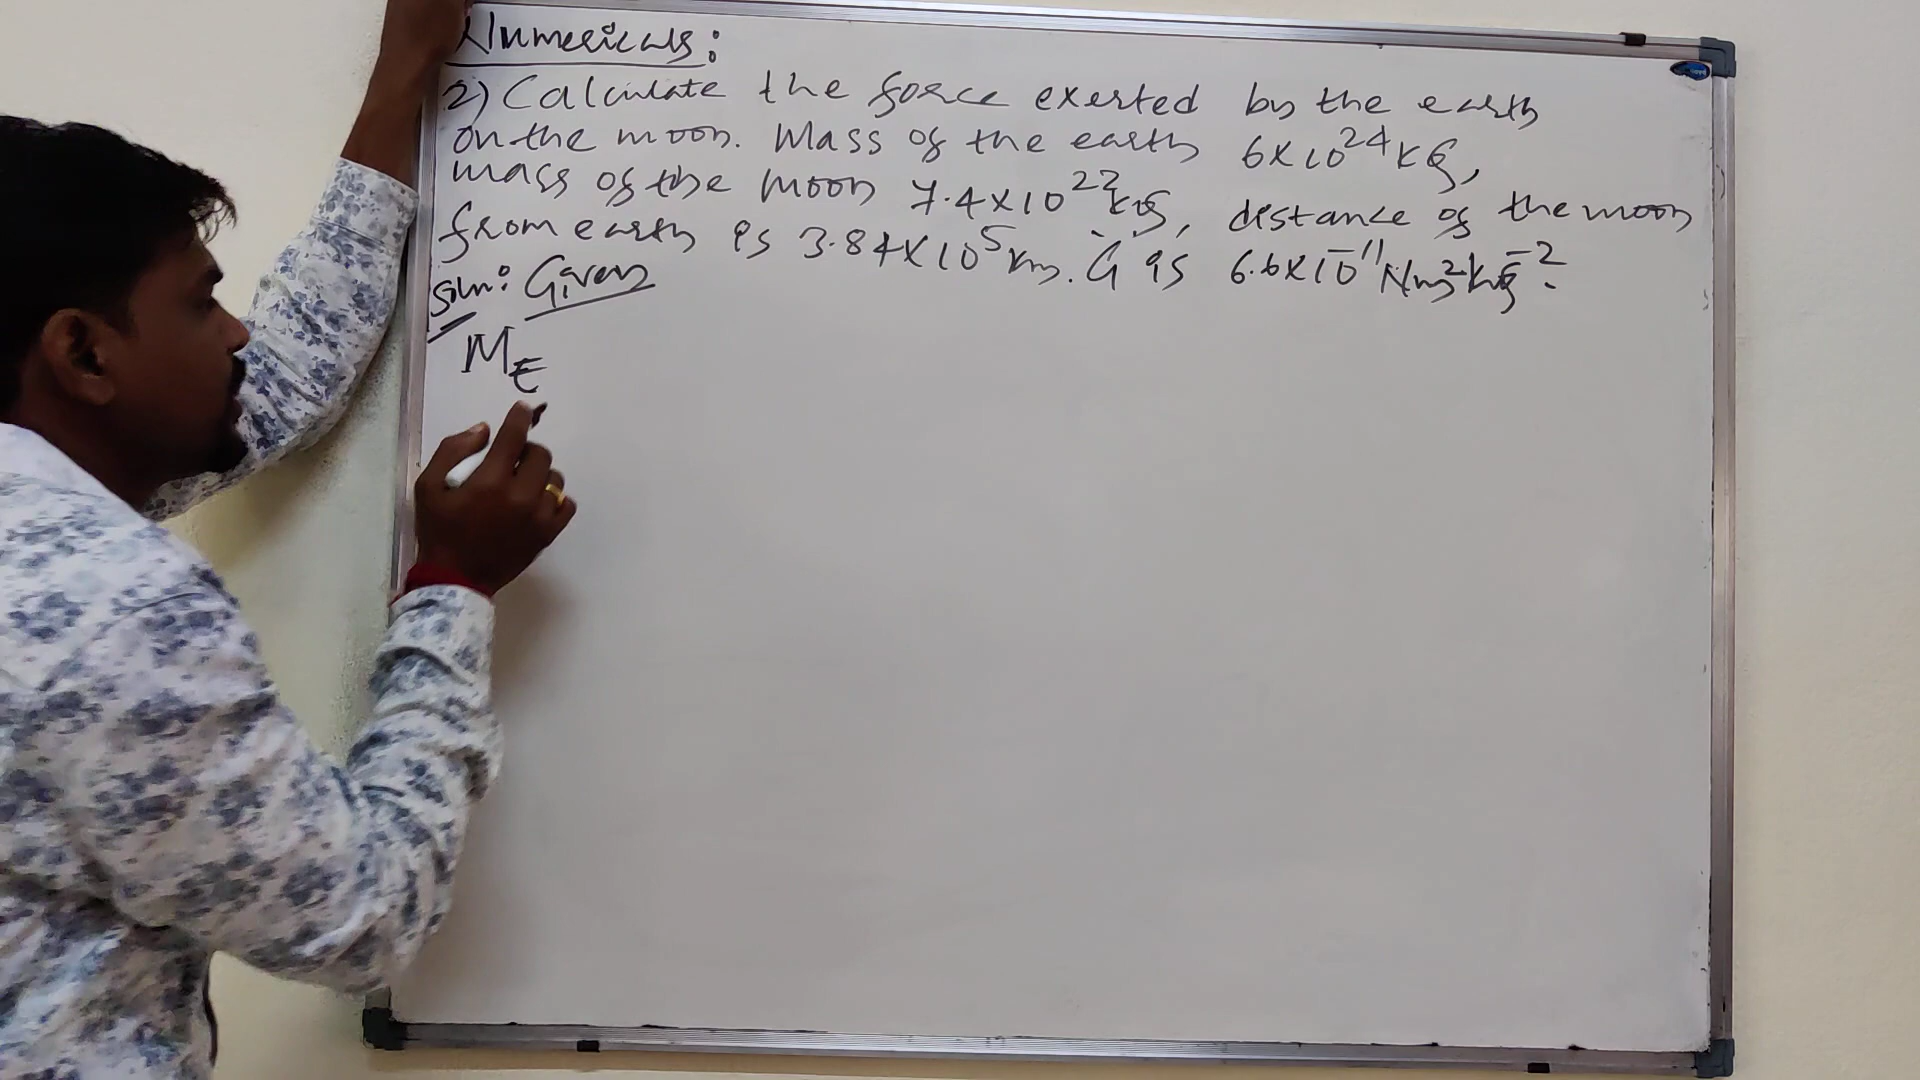 Numericals:
2) Calculate the force exerted by the earth
on the moon. Mass of the earth 6×10²⁴ kg,
mass of the moon 7.4×10²² kg, distance of the moon
from earth is 3.84×10⁵ km. G is 6.6×10⁻¹¹ Nm²kg⁻².
Soln: Given
M_E